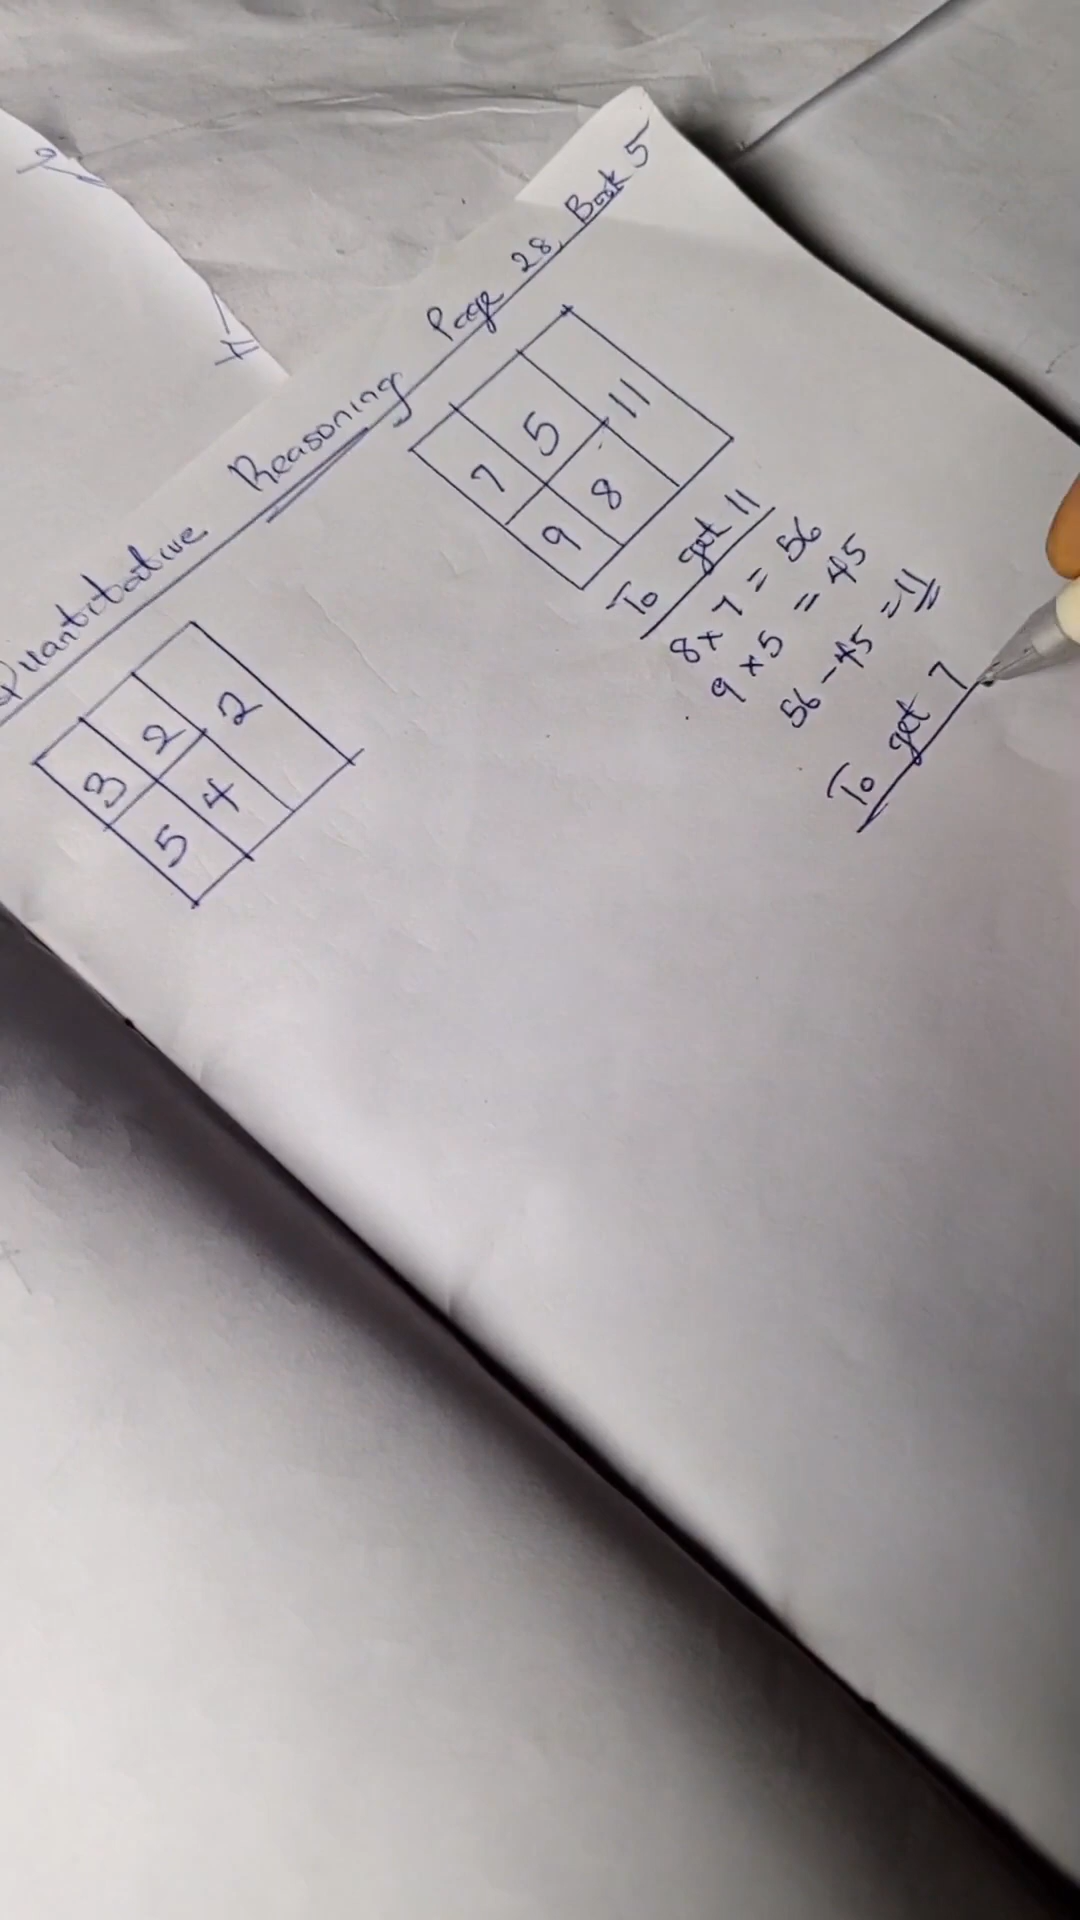 Quantitative Reasoning Page 28, Book 5
3 2
5 4 2
7 5
9 8 11
To get 11
8 x 7 = 56
9 x 5 = 45
56 - 45 = 11
To get 7